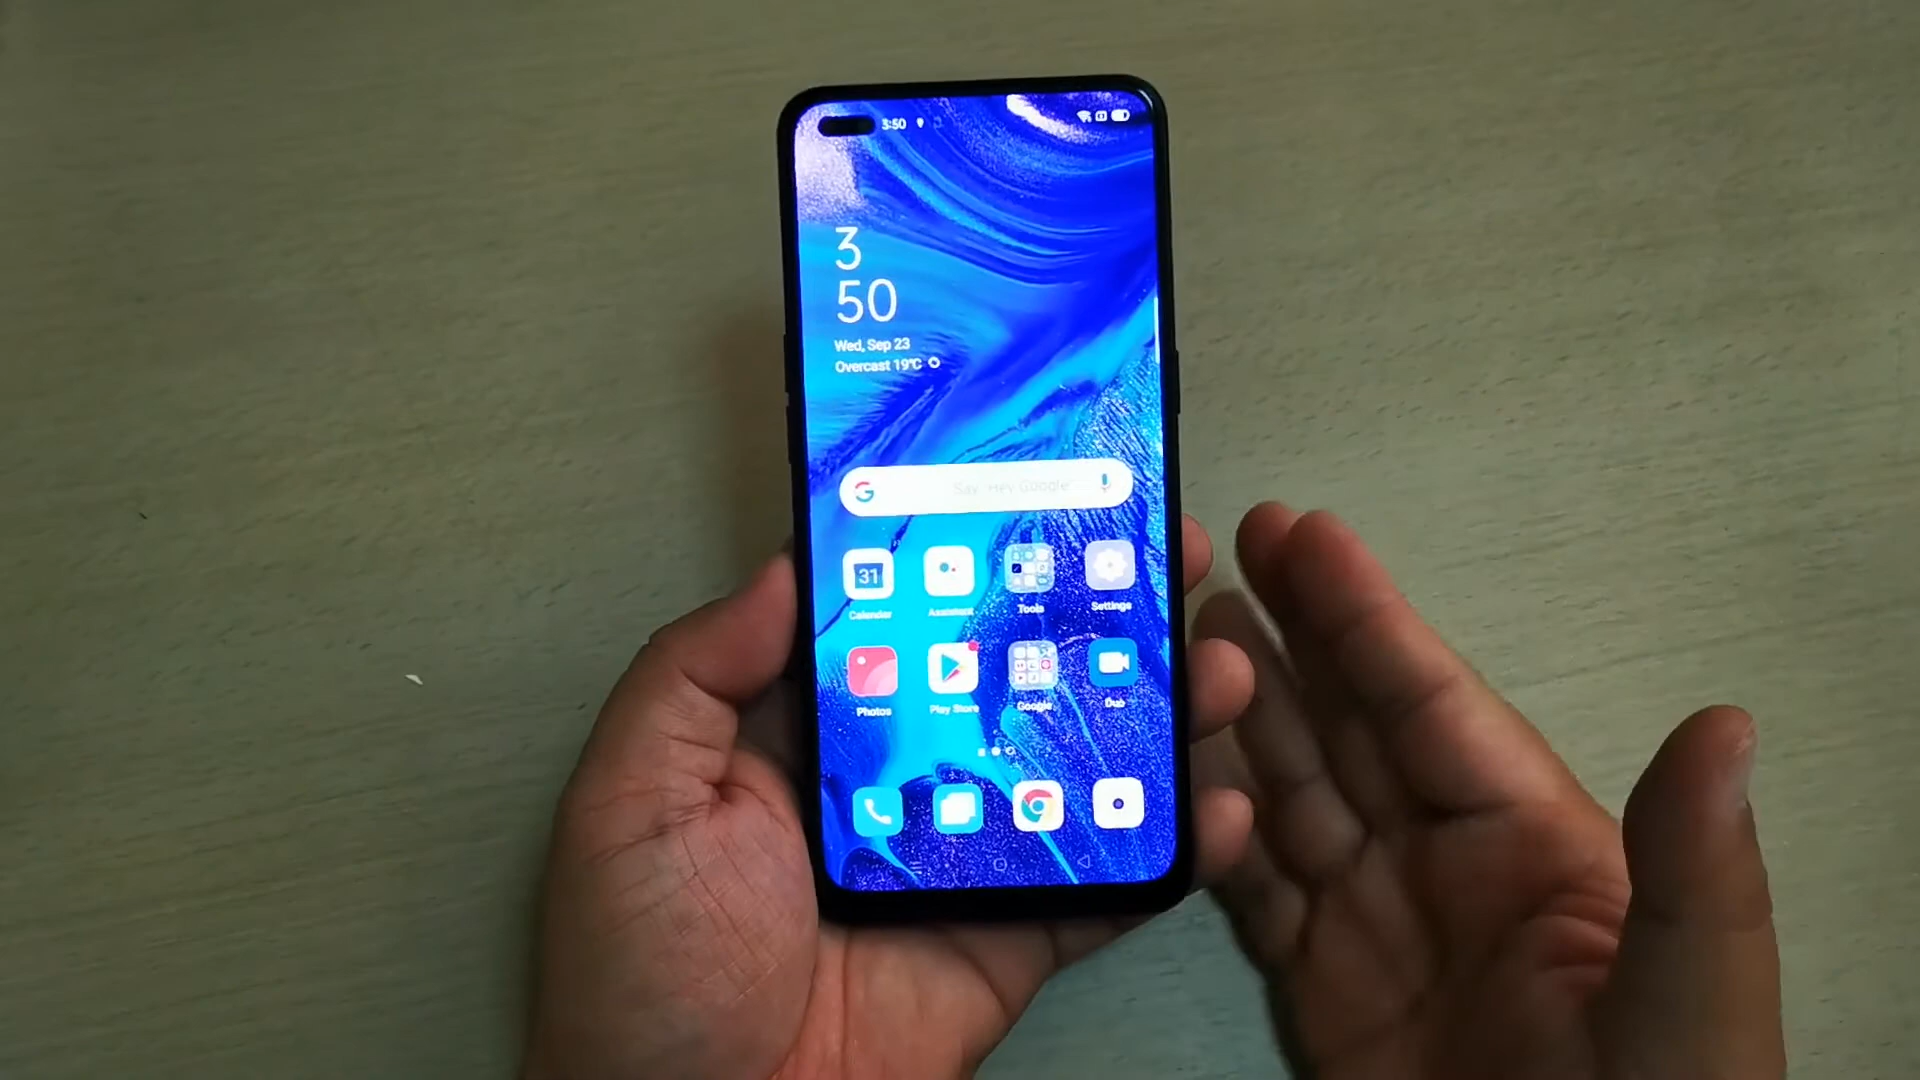 3:50
3
50
Wed, Sep 23
Overcast 19°C
G Say "Hey Google"
31
Calendar Assistant Tools Settings
Photos Play Store Google Duo